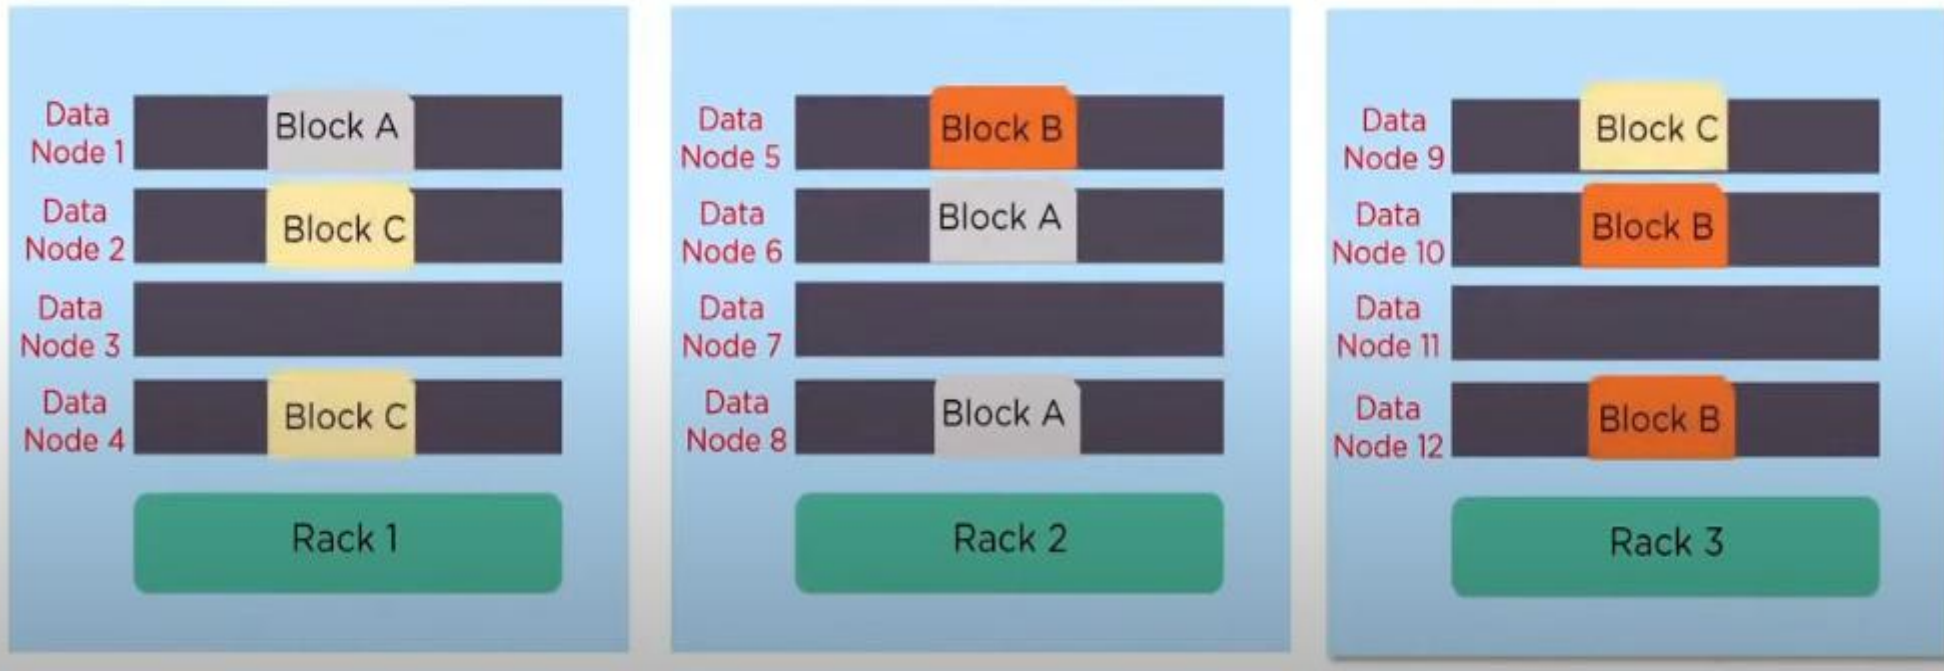 Data
Node 1
Block A
Data
Node 2
Block C
Data
Node 3
Data
Node 4
Block C
Rack 1
Data
Node 5
Block B
Data
Node 6
Block A
Data
Node 7
Data
Node 8
Block A
Rack 2
Data
Node 9
Block C
Data
Node 10
Block B
Data
Node 11
Data
Node 12
Block B
Rack 3